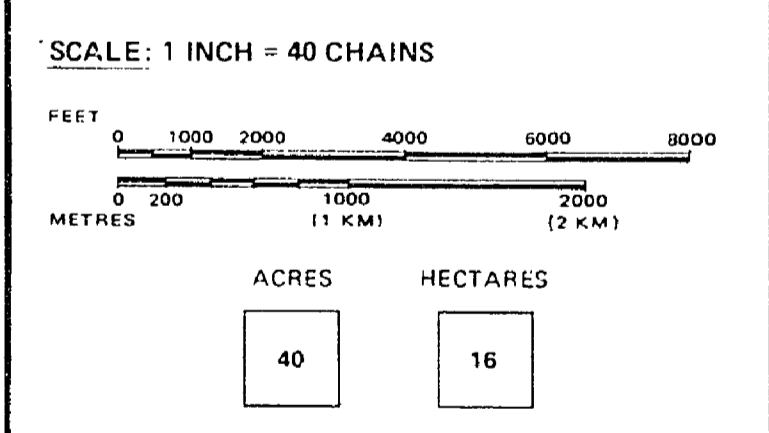 SCALE: 1 INCH = 40 CHAINS
FEET
0 1000 2000 4000 6000 8000
0 200 1000 2000
METRES (1 KM) (2 KM)
ACRES HECTARES
40 16